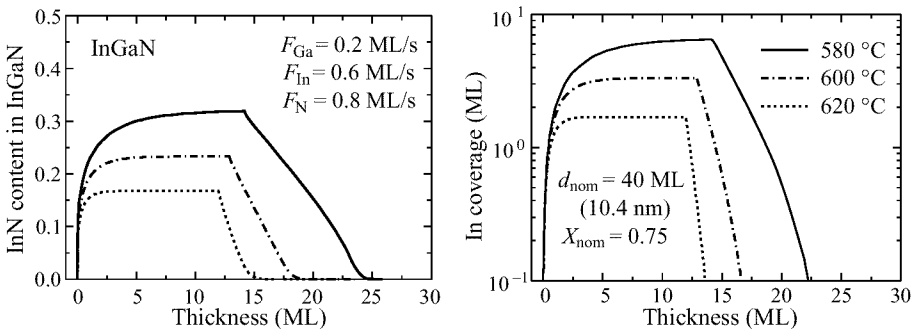 InN content in InGaN
0.5
0.4
0.3
0.2
0.1
0.0
InGaN
F_Ga = 0.2 ML/s
F_In = 0.6 ML/s
F_N = 0.8 ML/s
0 5 10 15 20 25 30
Thickness (ML)
In coverage (ML)
10^1
10^0
10^−1
580 °C
600 °C
620 °C
d_nom = 40 ML
(10.4 nm)
X_nom = 0.75
0 5 10 15 20 25 30
Thickness (ML)